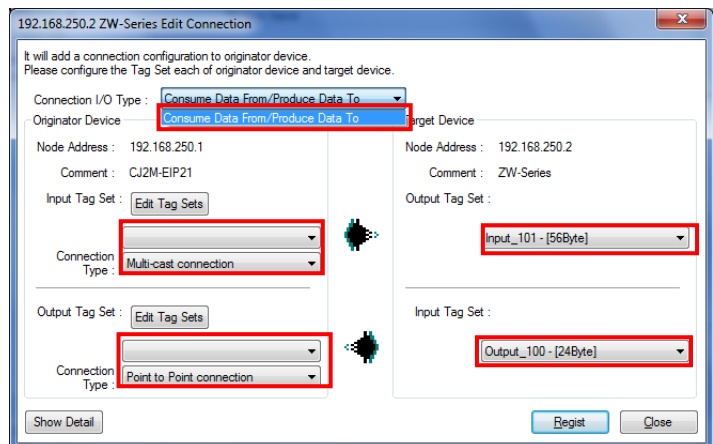 192.168.250.2 ZW-Series Edit Connection
It will add a connection configuration to originator device.
Please configure the Tag Set each of originator device and target device.
Connection I/O Type : Consume Data From/Produce Data To
Consume Data From/Produce Data To
Originator Device
Target Device
Node Address : 192.168.250.1
Node Address : 192.168.250.2
Comment : CJ2M-EIP21
Comment : ZW-Series
Input Tag Set : Edit Tag Sets
Output Tag Set :
Input_101 - [56Byte]
Connection Type : Multi-cast connection
Output Tag Set : Edit Tag Sets
Input Tag Set :
Output_100 - [24Byte]
Connection Type : Point to Point connection
Show Detail
Regist
Close